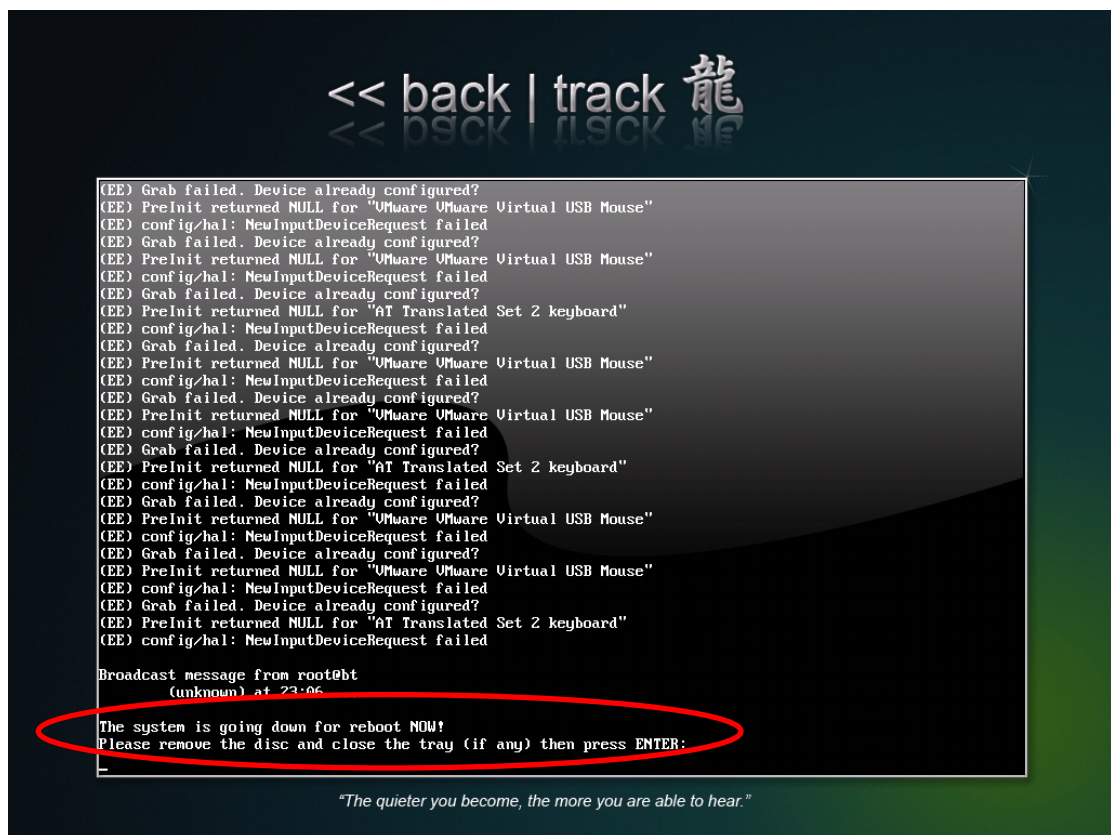 << back | track 龍
(EE) Grab failed. Device already configured?
(EE) PreInit returned NULL for "VMware VMware Virtual USB Mouse"
(EE) config/hal: NewInputDeviceRequest failed
(EE) Grab failed. Device already configured?
(EE) PreInit returned NULL for "VMware VMware Virtual USB Mouse"
(EE) config/hal: NewInputDeviceRequest failed
(EE) Grab failed. Device already configured?
(EE) PreInit returned NULL for "AT Translated Set 2 keyboard"
(EE) config/hal: NewInputDeviceRequest failed
(EE) Grab failed. Device already configured?
(EE) PreInit returned NULL for "VMware VMware Virtual USB Mouse"
(EE) config/hal: NewInputDeviceRequest failed
(EE) Grab failed. Device already configured?
(EE) PreInit returned NULL for "VMware VMware Virtual USB Mouse"
(EE) config/hal: NewInputDeviceRequest failed
(EE) Grab failed. Device already configured?
(EE) PreInit returned NULL for "AT Translated Set 2 keyboard"
(EE) config/hal: NewInputDeviceRequest failed
(EE) Grab failed. Device already configured?
(EE) PreInit returned NULL for "VMware VMware Virtual USB Mouse"
(EE) config/hal: NewInputDeviceRequest failed
(EE) Grab failed. Device already configured?
(EE) PreInit returned NULL for "VMware VMware Virtual USB Mouse"
(EE) config/hal: NewInputDeviceRequest failed
(EE) Grab failed. Device already configured?
(EE) PreInit returned NULL for "AT Translated Set 2 keyboard"
(EE) config/hal: NewInputDeviceRequest failed
Broadcast message from root@bt
(unknown) at 23:06
The system is going down for reboot NOW!
Please remove the disc and close the tray (if any) then press ENTER:
“The quieter you become, the more you are able to hear.”